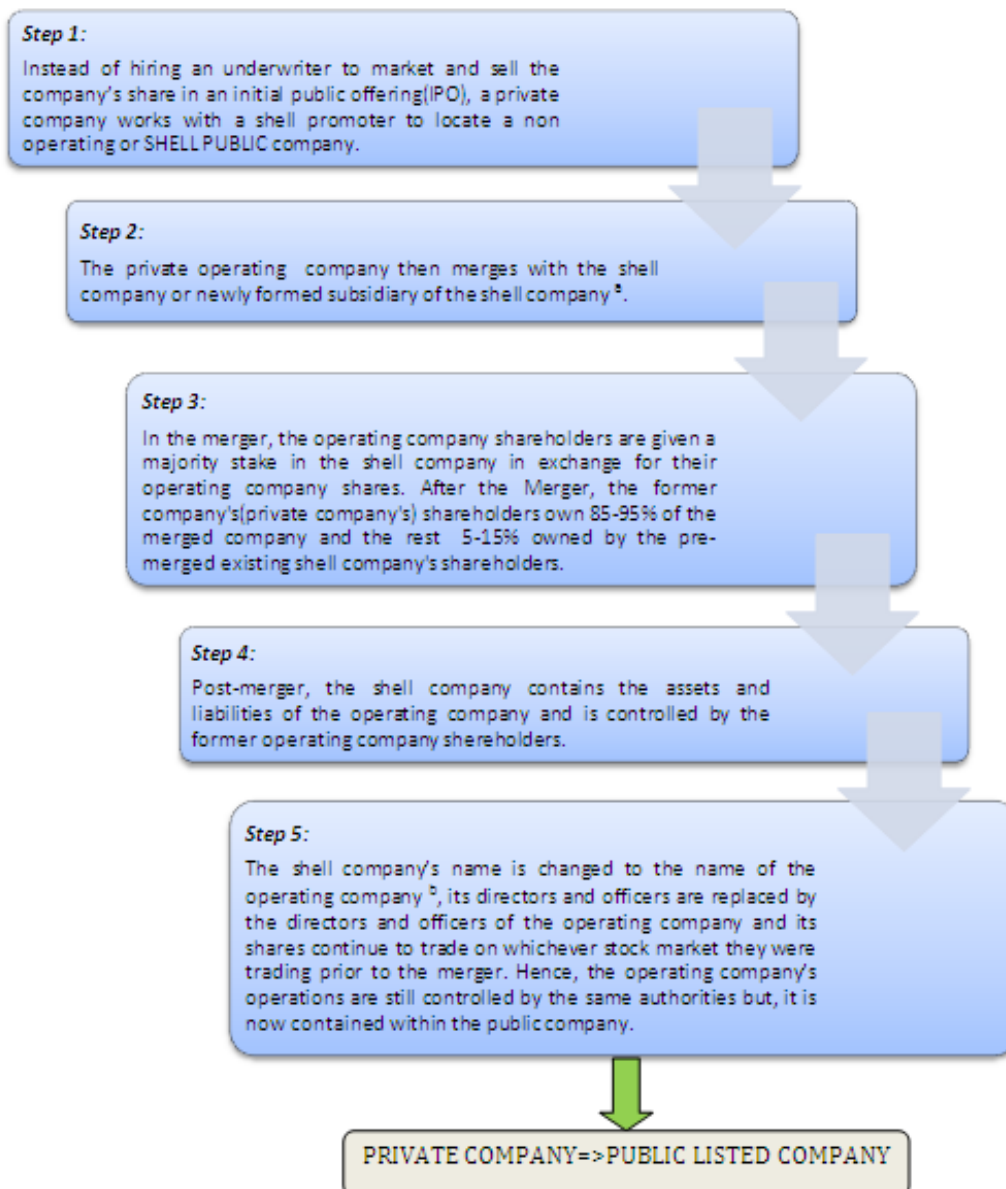 Step 1:
Instead of hiring an underwriter to market and sell the
company's share in an initial public offering(IPO), a private
company works with a shell promoter to locate a non
operating or SHELL PUBLIC company.
Step 2:
The private operating company then merges with the shell
company or newly formed subsidiary of the shell company ª.
Step 3:
In the merger, the operating company shareholders are given a
majority stake in the shell company in exchange for their
operating company shares. After the Merger, the former
company's(private company's) shareholders own 85-95% of the
merged company and the rest 5-15% owned by the pre-
merged existing shell company's shareholders.
Step 4:
Post-merger, the shell company contains the assets and
liabilities of the operating company and is controlled by the
former operating company shereholders.
Step 5:
The shell company's name is changed to the name of the
operating company ᵇ, its directors and officers are replaced by
the directors and officers of the operating company and its
shares continue to trade on whichever stock market they were
trading prior to the merger. Hence, the operating company's
operations are still controlled by the same authorities but, it is
now contained within the public company.
PRIVATE COMPANY=>PUBLIC LISTED COMPANY